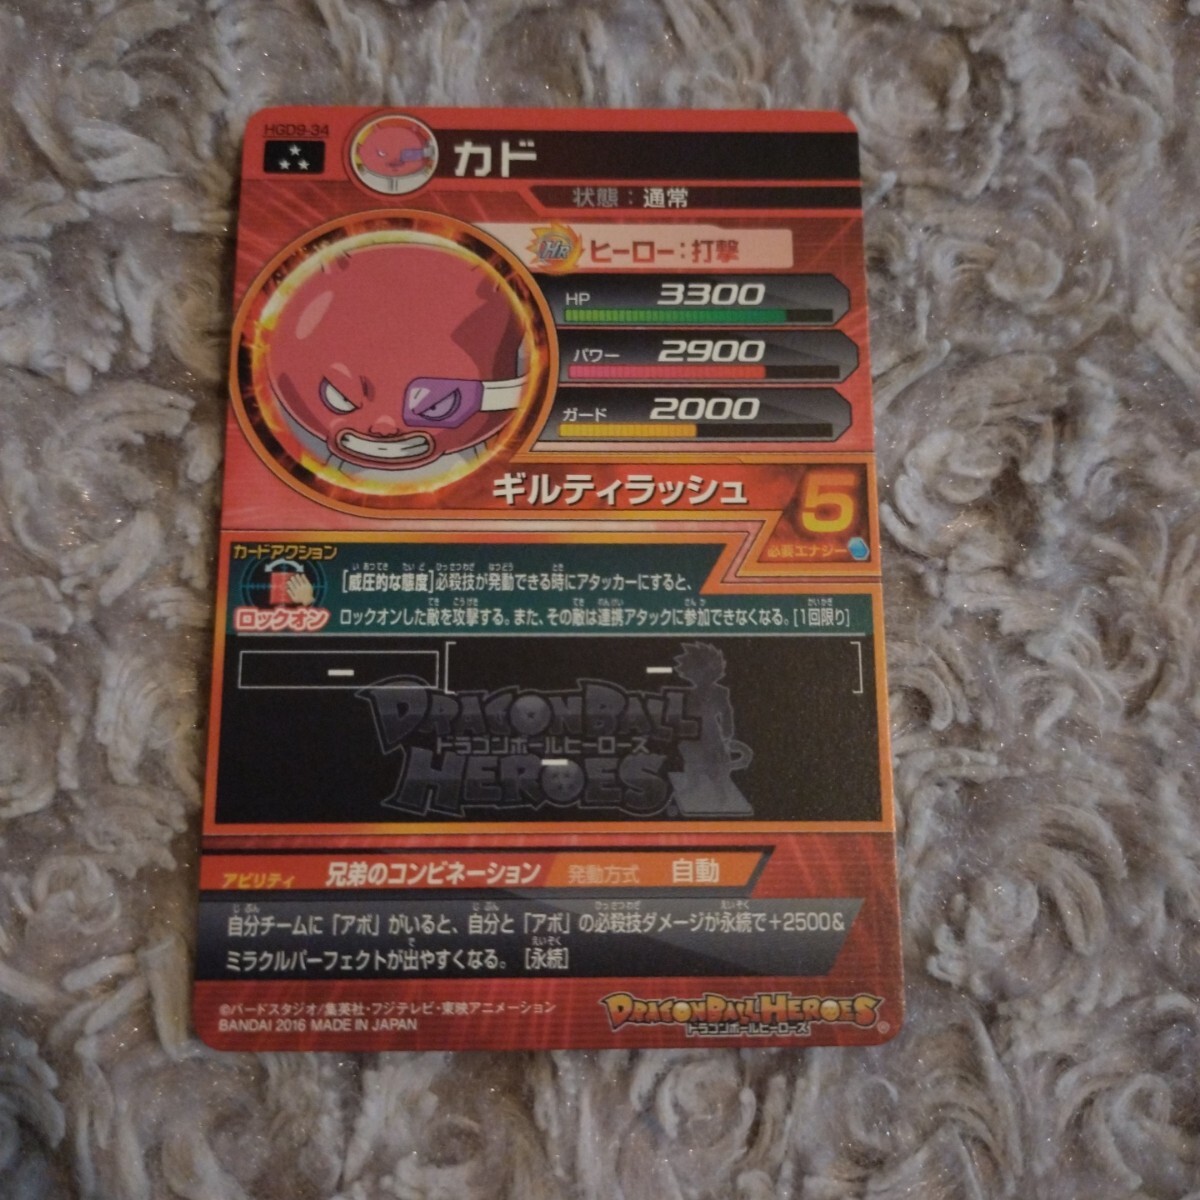 HGD9-34
カド
状態：通常
HR ヒーロー：打撃
HP 3300
パワー 2900
ガード 2000
ギルティラッシュ 5
必要エナジー
カードアクション
ロックオン
[威圧的な態度]必殺技が発動できる時にアタッカーにすると、
ロックオンした敵を攻撃する。また、その敵は連携アタックに参加できなくなる。[1回限り]
DRAGON BALL
ドラゴンボールヒーローズ
HEROES
アビリティ 兄弟のコンビネーション 発動方式 自動
自分チームに「アボ」がいると、自分と「アボ」の必殺技ダメージが永続で+2500&
ミラクルパーフェクトが出やすくなる。 [永続]
©バードスタジオ/集英社・フジテレビ・東映アニメーション
BANDAI 2016 MADE IN JAPAN
DRAGON BALL HEROES
ドラゴンボールヒーローズ